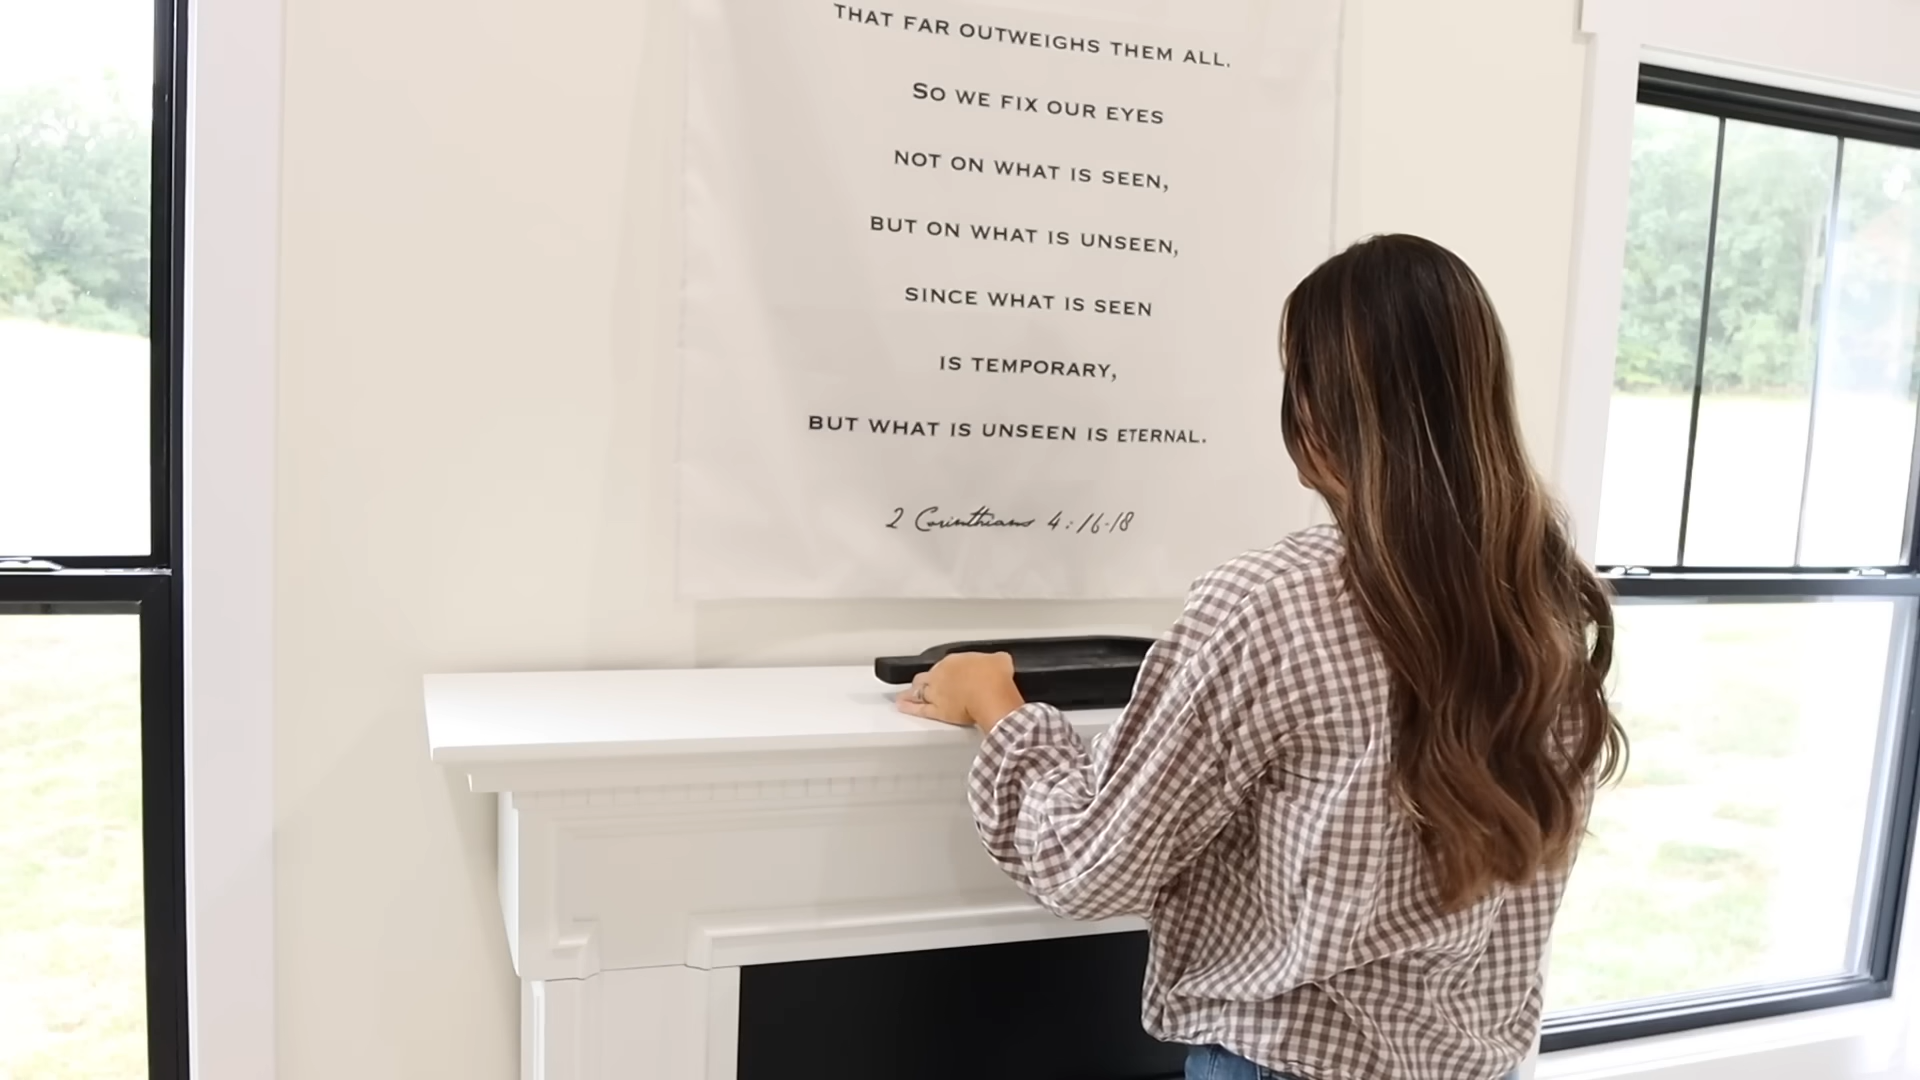 THAT FAR OUTWEIGHS THEM ALL.
SO WE FIX OUR EYES
NOT ON WHAT IS SEEN,
BUT ON WHAT IS UNSEEN,
SINCE WHAT IS SEEN
IS TEMPORARY,
BUT WHAT IS UNSEEN IS ETERNAL.
2 Corinthians 4:16-18